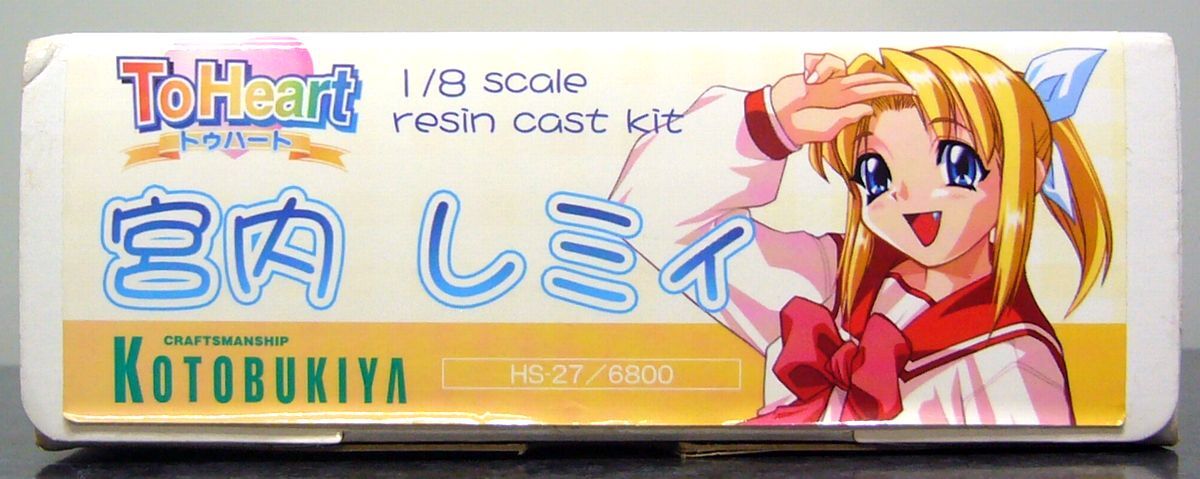 ToHeart
トゥハート
1/8 scale
resin cast kit
宮内 レミィ
CRAFTSMANSHIP
KOTOBUKIYA
HS-27/6800